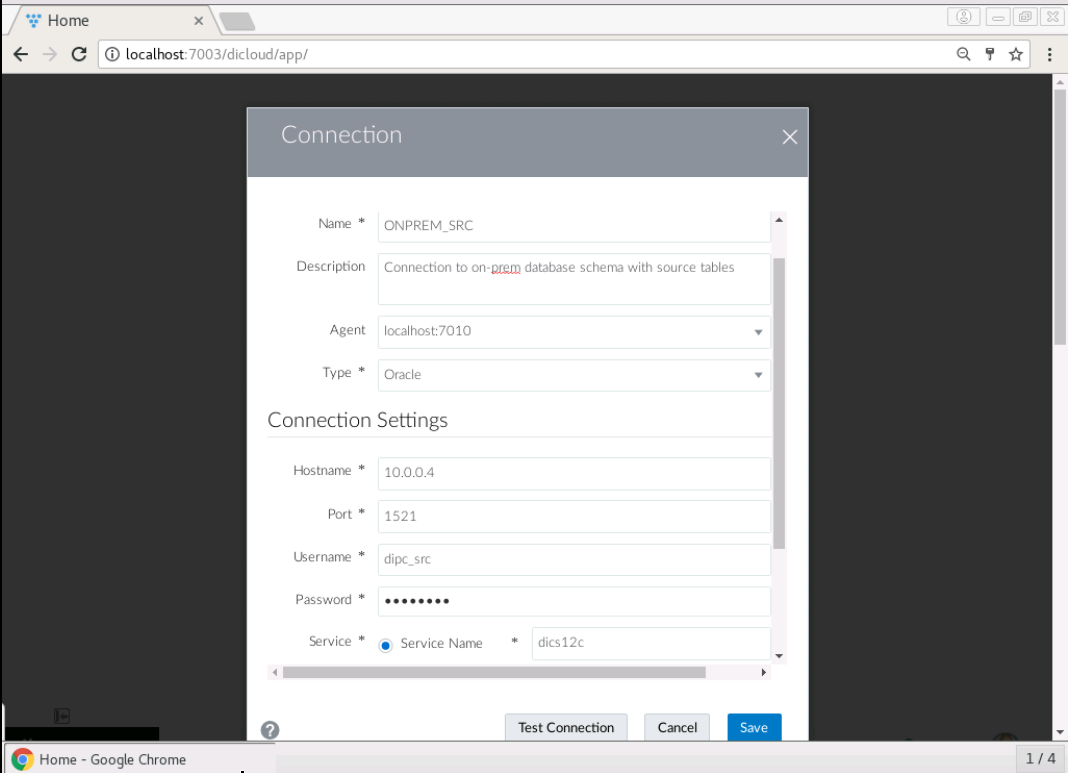 Home
localhost:7003/dicloud/app/
Connection
Name * ONPREM_SRC
Description Connection to on-prem database schema with source tables
Agent localhost:7010
Type * Oracle
Connection Settings
Hostname * 10.0.0.4
Port * 1521
Username * dipc_src
Password * ••••••••
Service * Service Name * dics12c
? Test Connection Cancel Save
Home - Google Chrome 1 / 4